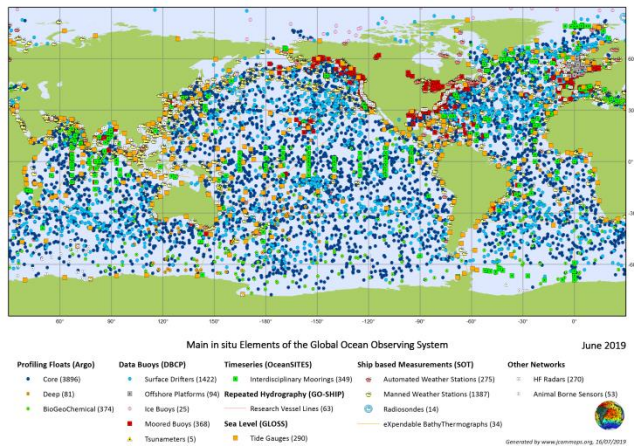 60
30
0°
-30
-60
60°
90°
120°
150°
180°
-150°
-120°
-90°
-60°
-30°
0°
Main in situ Elements of the Global Ocean Observing System
June 2019
Profiling Floats (Argo)
Core (3896)
Deep (81)
BioGeoChemical (374)
Data Buoys (DBCP)
Surface Drifters (1422)
Offshore Platforms (94)
Ice Buoys (25)
Moored Buoys (368)
Tsunameters (5)
Timeseries (OceanSITES)
Interdisciplinary Moorings (349)
Repeated Hydrography (GO-SHIP)
Research Vessel Lines (63)
Sea Level (GLOSS)
Tide Gauges (290)
Ship based Measurements (SOT)
Automated Weather Stations (275)
Manned Weather Stations (1387)
Radiosondes (14)
eXpendable BathyThermographs (34)
Other Networks
HF Radars (270)
Animal Borne Sensors (53)
Generated by www.jcommops.org, 16/07/2019